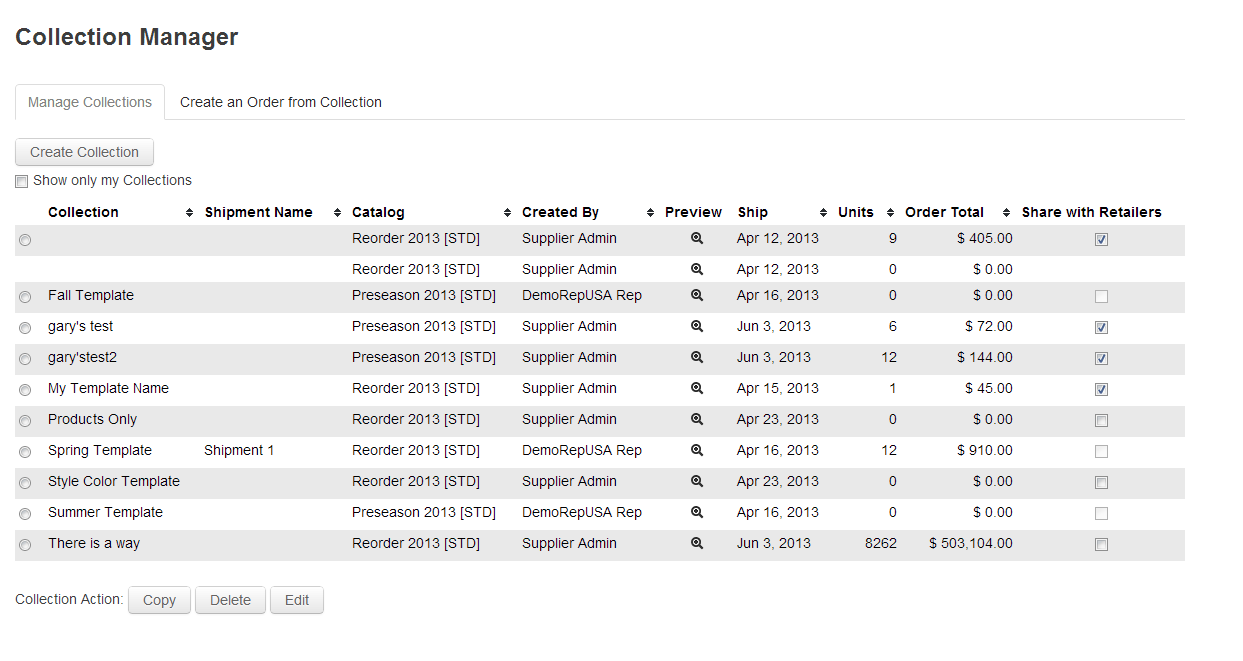 Collection Manager
Manage Collections Create an Order from Collection
Create Collection
Show only my Collections
Collection Shipment Name Catalog Created By Preview Ship Units Order Total Share with Retailers
Reorder 2013 [STD] Supplier Admin Apr 12, 2013 9 $ 405.00
Reorder 2013 [STD] Supplier Admin Apr 12, 2013 0 $ 0.00
Fall Template Preseason 2013 [STD] DemoRepUSA Rep Apr 16, 2013 0 $ 0.00
gary's test Preseason 2013 [STD] Supplier Admin Jun 3, 2013 6 $ 72.00
gary'stest2 Preseason 2013 [STD] Supplier Admin Jun 3, 2013 12 $ 144.00
My Template Name Reorder 2013 [STD] Supplier Admin Apr 15, 2013 1 $ 45.00
Products Only Reorder 2013 [STD] Supplier Admin Apr 23, 2013 0 $ 0.00
Spring Template Shipment 1 Reorder 2013 [STD] DemoRepUSA Rep Apr 16, 2013 12 $ 910.00
Style Color Template Reorder 2013 [STD] Supplier Admin Apr 23, 2013 0 $ 0.00
Summer Template Preseason 2013 [STD] DemoRepUSA Rep Apr 16, 2013 0 $ 0.00
There is a way Reorder 2013 [STD] Supplier Admin Jun 3, 2013 8262 $ 503,104.00
Collection Action: Copy Delete Edit